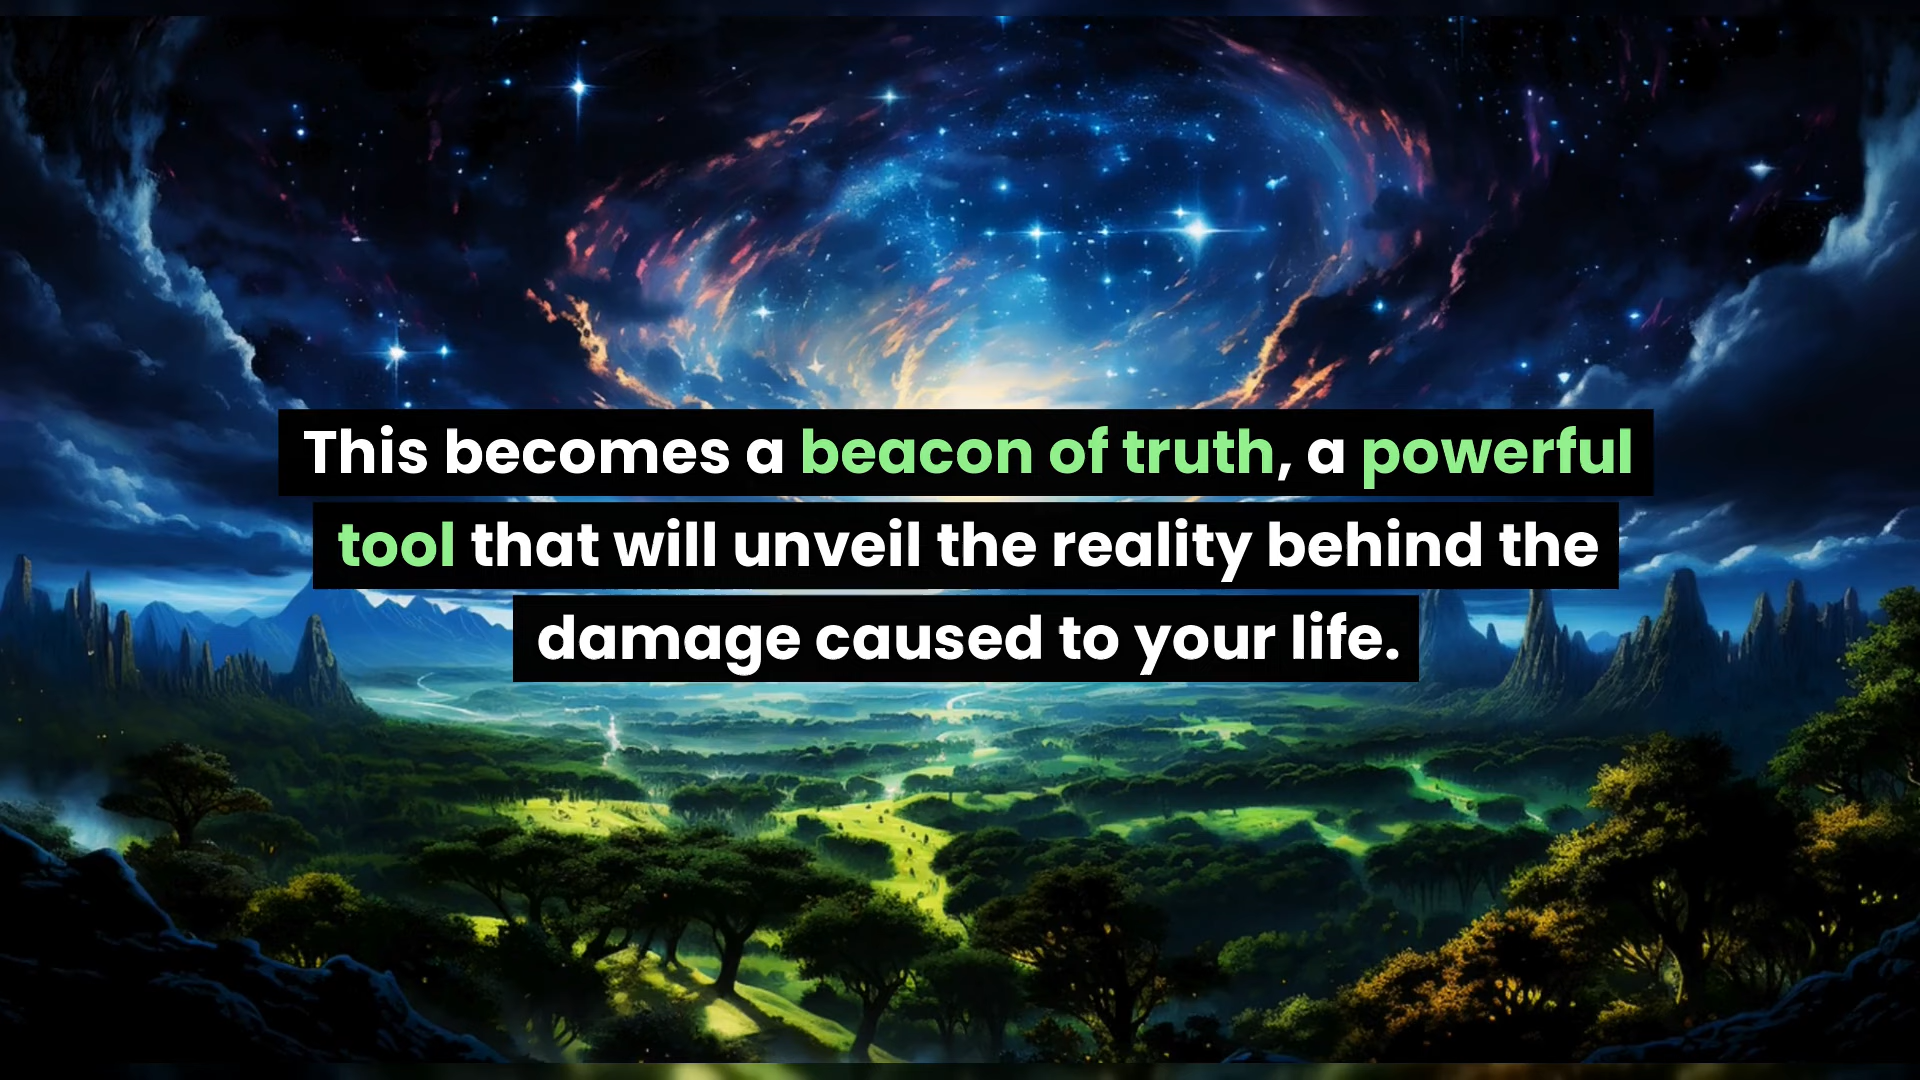 This becomes a beacon of truth, a powerful
tool that will unveil the reality behind the
damage caused to your life.